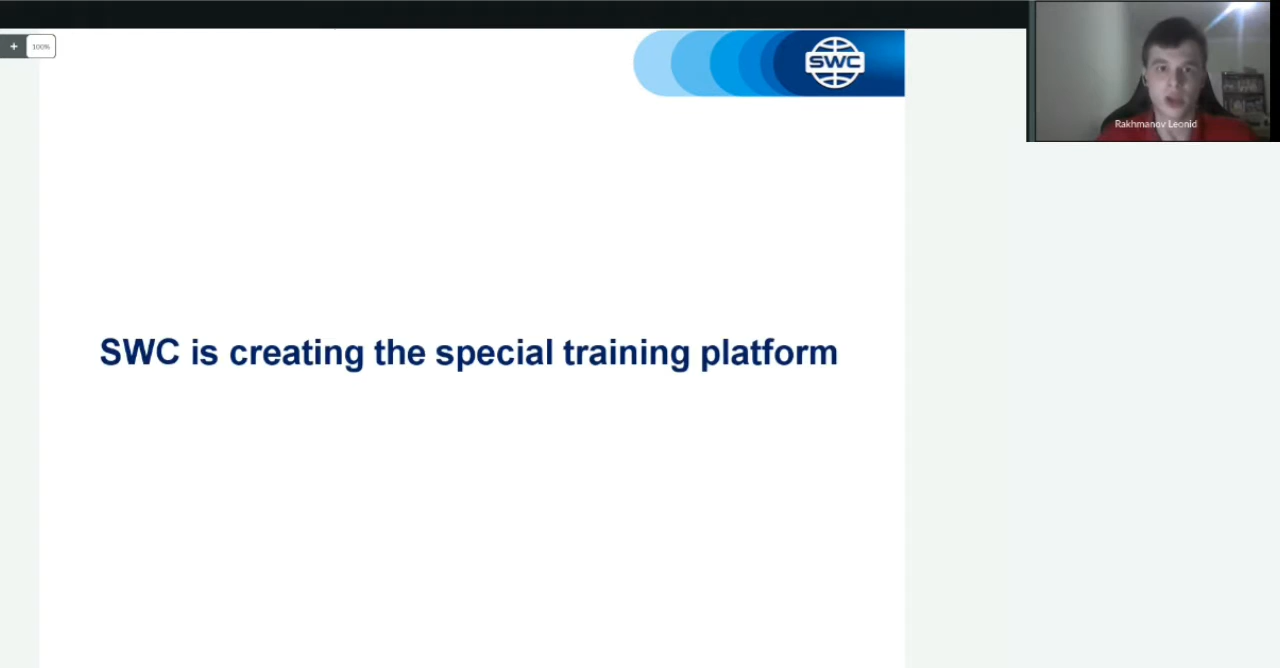 + 100%
SWC
Rakhmanov Leonid
SWC is creating the special training platform